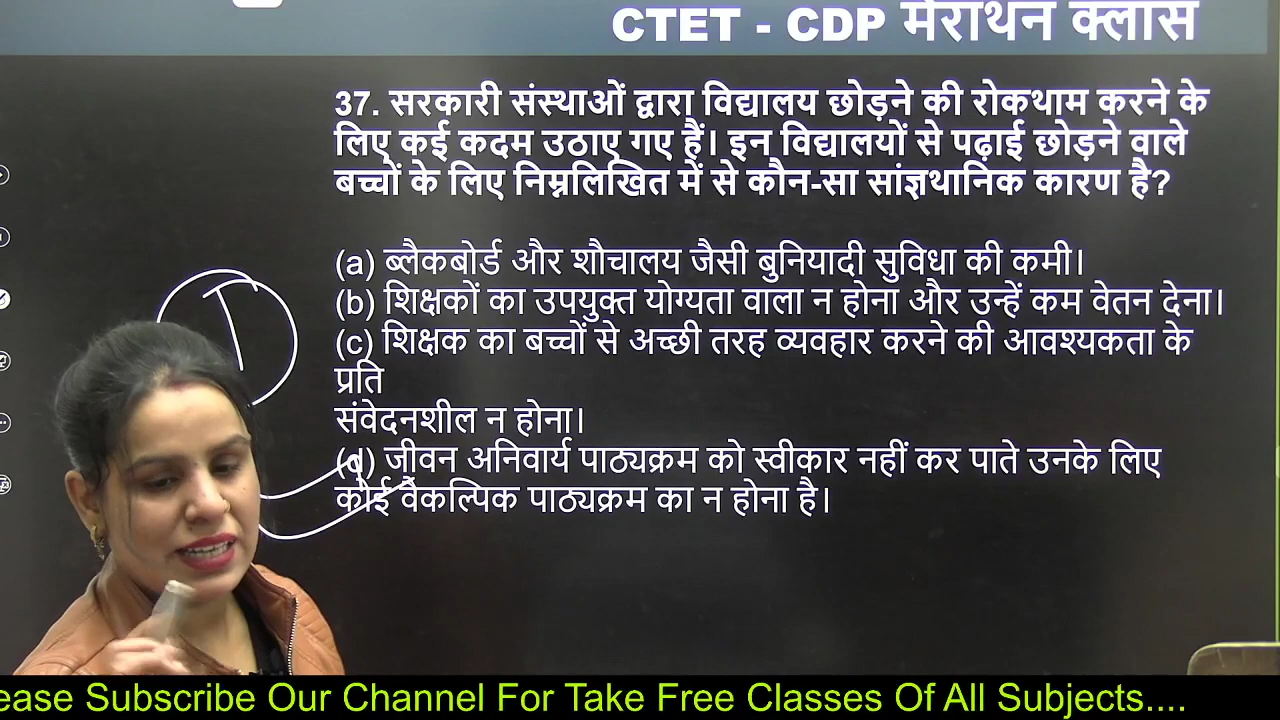 CTET - CDP मैराथन क्लास
37. सरकारी संस्थाओं द्वारा विद्यालय छोड़ने की रोकथाम करने के
लिए कई कदम उठाए गए हैं। इन विद्यालयों से पढ़ाई छोड़ने वाले
बच्चों के लिए निम्नलिखित में से कौन-सा सांज्ञथानिक कारण है?
(a) ब्लैकबोर्ड और शौचालय जैसी बुनियादी सुविधा की कमी।
(b) शिक्षकों का उपयुक्त योग्यता वाला न होना और उन्हें कम वेतन देना।
(c) शिक्षक का बच्चों से अच्छी तरह व्यवहार करने की आवश्यकता के
प्रति
संवेदनशील न होना।
(d) जीवन अनिवार्य पाठ्यक्रम को स्वीकार नहीं कर पाते उनके लिए
कोई वैकल्पिक पाठ्यक्रम का न होना है।
T
ease Subscribe Our Channel For Take Free Classes Of All Subjects....